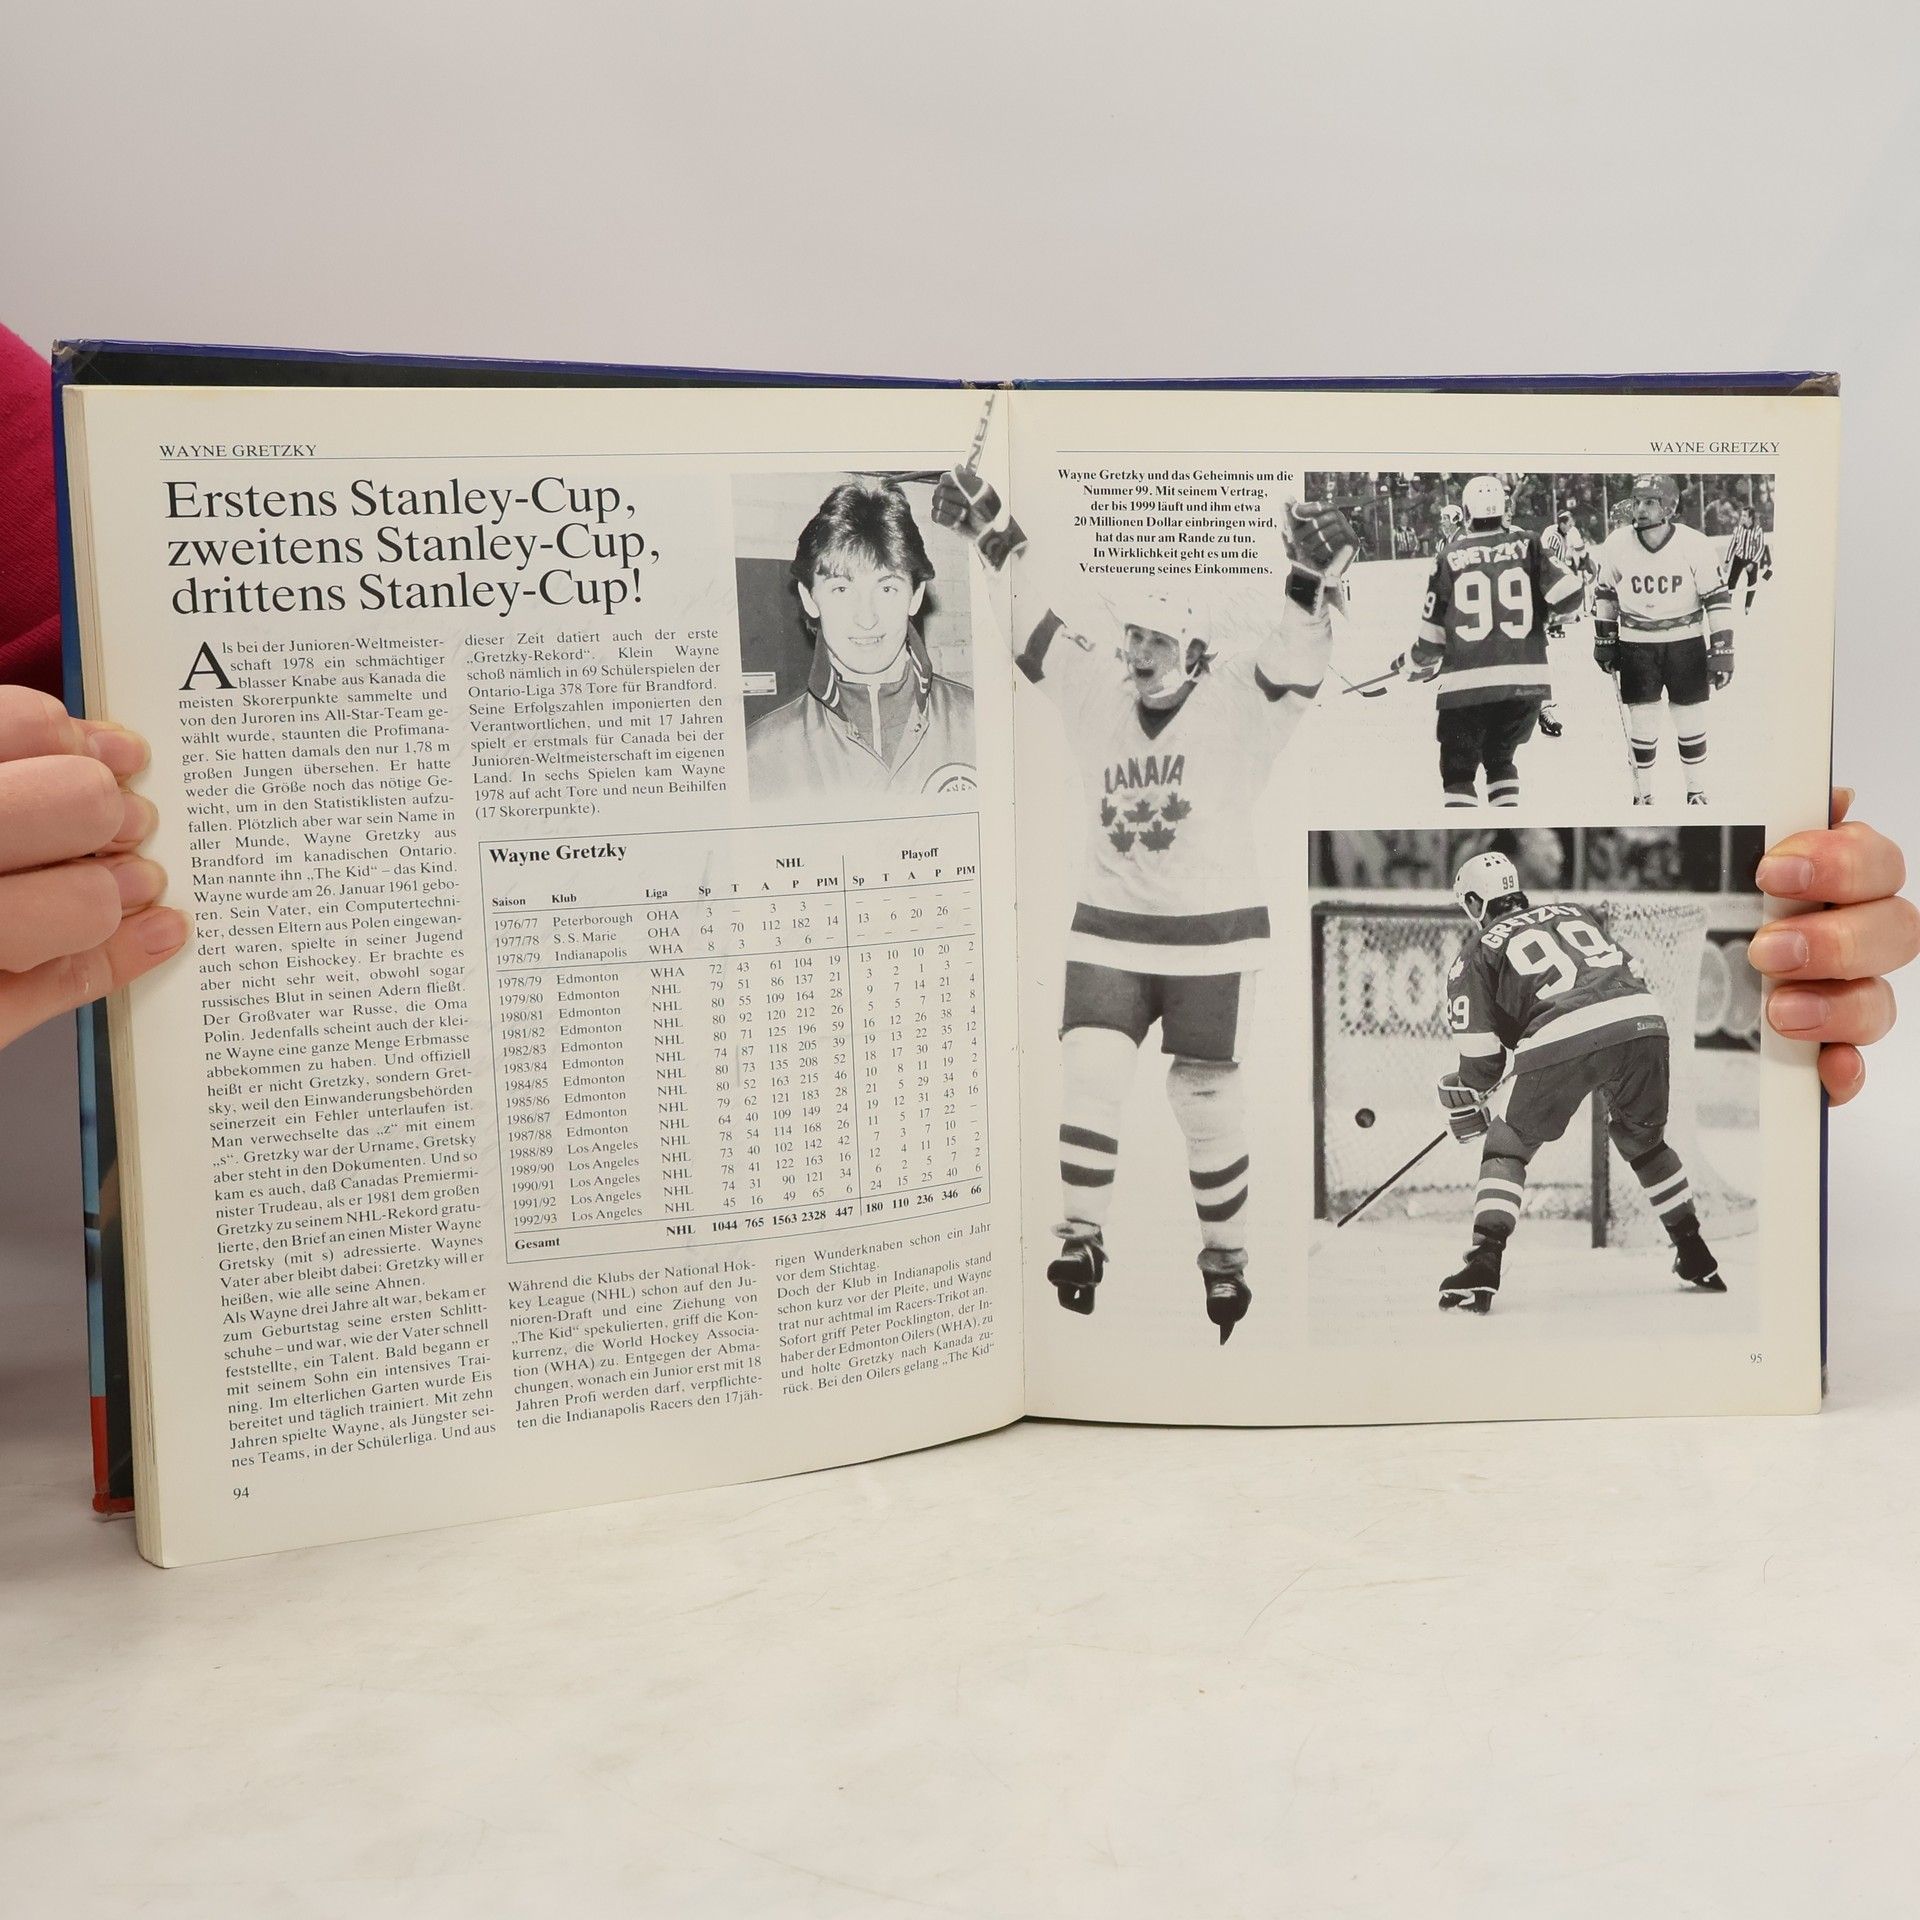 WAYNE GRETZKY
Erstens Stanley-Cup,
zweitens Stanley-Cup,
drittens Stanley-Cup!
Als bei der Junioren-Weltmeister-
schaft 1978 ein schmächtiger
blasser Knabe aus Kanada die
meisten Skorerpunkte sammelte und
von den Juroren ins All-Star-Team ge-
wählt wurde, staunten die Profimana-
ger. Sie hatten damals den nur 1,78 m
großen Jungen übersehen. Er hatte
weder die Größe noch das nötige Ge-
wicht, um in den Statistiklisten aufzu-
fallen. Plötzlich aber war sein Name in
aller Munde, Wayne Gretzky aus
Brandford im kanadischen Ontario.
Man nannte ihn „The Kid“ – das Kind.
Wayne wurde am 26. Januar 1961 gebo-
ren. Sein Vater, ein Computertechni-
ker, dessen Eltern aus Polen eingewan-
dert waren, spielte in seiner Jugend
auch schon Eishockey. Er brachte es
aber nicht sehr weit, obwohl sogar
russisches Blut in seinen Adern fließt.
Der Großvater war Russe, die Oma
Polin. Jedenfalls scheint auch der klei-
ne Wayne eine ganze Menge Erbmasse
abbekommen zu haben. Und offiziell
heißt er nicht Gretzky, sondern Gret-
sky, weil den Einwanderungsbehörden
seinerzeit ein Fehler unterlaufen ist.
Man verwechselte das „z“ mit einem
„s“. Gretzky war der Urname, Gretsky
aber steht in den Dokumenten. Und so
kam es auch, daß Canadas Premiermi-
nister Trudeau, als er 1981 dem großen
Gretzky zu seinem NHL-Rekord gratu-
lierte, den Brief an einen Mister Wayne
Gretsky (mit s) adressierte. Waynes
Vater aber bleibt dabei: Gretzky will er
heißen, wie alle seine Ahnen.
Als Wayne drei Jahre alt war, bekam er
zum Geburtstag seine ersten Schlitt-
schuhe – und war, wie der Vater schnell
feststellte, ein Talent. Bald begann er
mit seinem Sohn ein intensives Trai-
ning. Im elterlichen Garten wurde Eis
bereitet und täglich trainiert. Mit zehn
Jahren spielte Wayne, als Jüngster sei-
nes Teams, in der Schülerliga. Und aus
dieser Zeit datiert auch der erste
„Gretzky-Rekord“. Klein Wayne
schoß nämlich in 69 Schülerspielen der
Ontario-Liga 378 Tore für Brandford.
Seine Erfolgszahlen imponierten den
Verantwortlichen, und mit 17 Jahren
spielt er erstmals für Canada bei der
Junioren-Weltmeisterschaft im eigenen
Land. In sechs Spielen kam Wayne
1978 auf acht Tore und neun Beihilfen
(17 Skorerpunkte).
Wayne Gretzky
NHL Playoff
Saison Klub Liga Sp T A P PIM Sp T A P PIM
1976/77 Peterborough OHA 3 – 3 3 – – – – – –
1977/78 S. S. Marie OHA 64 70 112 182 14 13 6 20 26 –
1978/79 Indianapolis WHA 8 3 3 6 – – – – – –
1978/79 Edmonton WHA 72 43 61 104 19 13 10 10 20 2
1979/80 Edmonton NHL 79 51 86 137 21 3 2 1 3 –
1980/81 Edmonton NHL 80 55 109 164 28 9 7 14 21 4
1981/82 Edmonton NHL 80 92 120 212 26 5 5 7 12 8
1982/83 Edmonton NHL 80 71 125 196 59 16 12 26 38 4
1983/84 Edmonton NHL 74 87 118 205 39 19 13 22 35 12
1984/85 Edmonton NHL 80 73 135 208 52 18 17 30 47 4
1985/86 Edmonton NHL 80 52 163 215 46 10 8 11 19 2
1986/87 Edmonton NHL 79 62 121 183 28 21 5 29 34 6
1987/88 Edmonton NHL 64 40 109 149 24 19 12 31 43 16
1988/89 Los Angeles NHL 78 54 114 168 26 11 5 17 22 –
1989/90 Los Angeles NHL 73 40 102 142 42 7 3 7 10 –
1990/91 Los Angeles NHL 78 41 122 163 16 12 4 11 15 2
1991/92 Los Angeles NHL 74 31 90 121 34 6 2 5 7 2
1992/93 Los Angeles NHL 45 16 49 65 6 24 15 25 40 6
Gesamt NHL 1044 765 1563 2328 447 180 110 236 346 66
Während die Klubs der National Hok-
key League (NHL) schon auf den Ju-
nioren-Draft und eine Ziehung von
„The Kid“ spekulierten, griff die Kon-
kurrenz, die World Hockey Associa-
tion (WHA) zu. Entgegen der Abma-
chungen, wonach ein Junior erst mit 18
Jahren Profi werden darf, verpflichte-
ten die Indianapolis Racers den 17jäh-
rigen Wunderknaben schon ein Jahr
vor dem Stichtag.
Doch der Klub in Indianapolis stand
schon kurz vor der Pleite, und Wayne
trat nur achtmal im Racers-Trikot an.
Sofort griff Peter Pocklington, der In-
haber der Edmonton Oilers (WHA), zu
und holte Gretzky nach Kanada zu-
rück. Bei den Oilers gelang „The Kid“
94
WAYNE GRETZKY
Wayne Gretzky und das Geheimnis um die
Nummer 99. Mit seinem Vertrag,
der bis 1999 läuft und ihm etwa
20 Millionen Dollar einbringen wird,
hat das nur am Rande zu tun.
In Wirklichkeit geht es um die
Versteuerung seines Einkommens.
TITAN
CANADA
99
GRETZKY
99
CCCP
99
GRETZKY
99
99
95